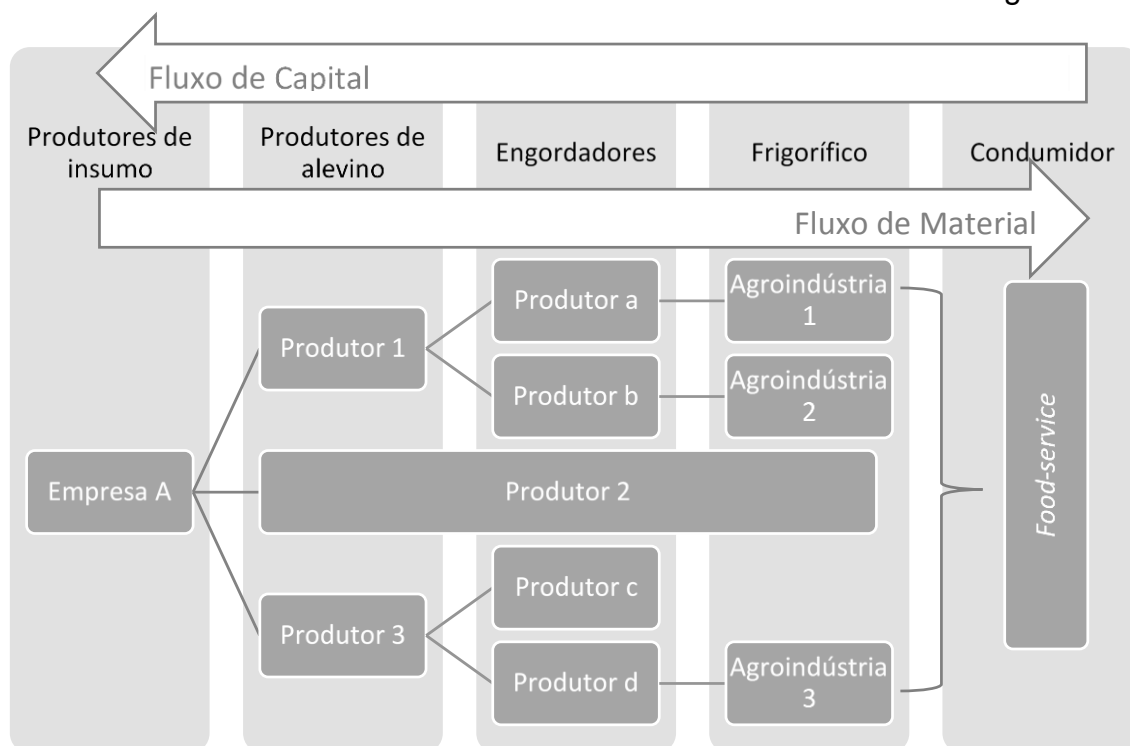 Fluxo de Capital
Produtores de
insumo
Produtores de
alevino
Engordadores
Frigorífico
Condumidor
Fluxo de Material
Produtor a
Agroindústria
1
Produtor 1
Produtor b
Agroindústria
2
Empresa A
Produtor 2
Food-service
Produtor c
Produtor 3
Produtor d
Agroindústria
3